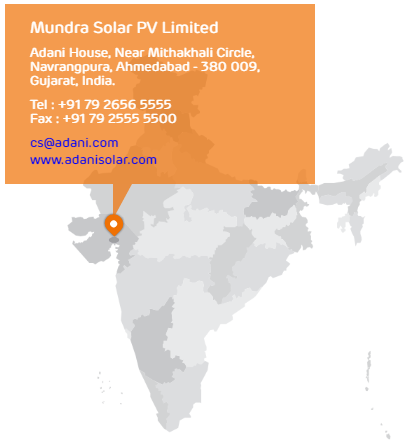 Mundra Solar PV Limited
Adani House, Near Mithakhali Circle,
Navrangpura, Ahmedabad - 380 009,
Gujarat, India.
Tel : +91 79 2656 5555
Fax : +91 79 2555 5500
cs@adani.com
www.adanisolar.com